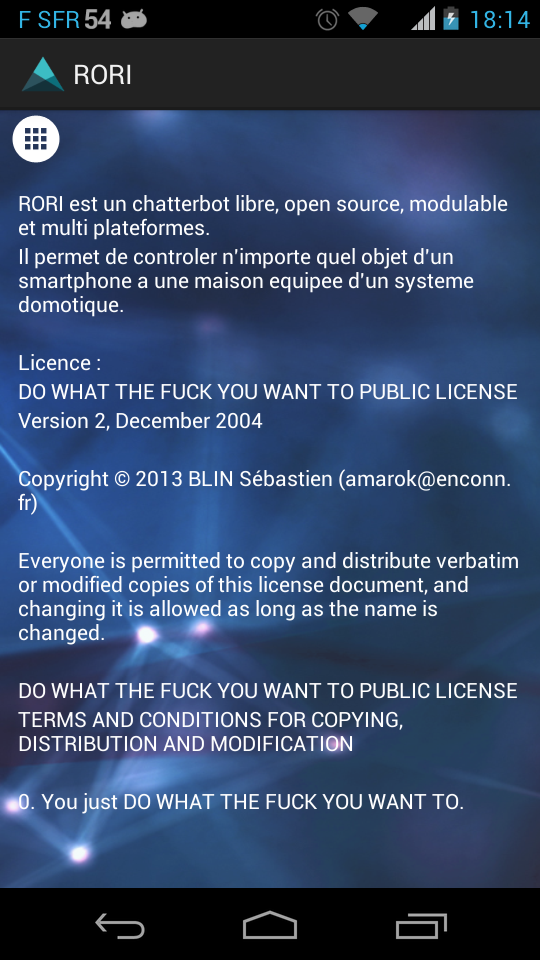 F SFR 54 18:14
RORI
RORI est un chatterbot libre, open source, modulable
et multi plateformes.
Il permet de controler n'importe quel objet d'un
smartphone a une maison equipee d'un systeme
domotique.
Licence :
DO WHAT THE FUCK YOU WANT TO PUBLIC LICENSE
Version 2, December 2004
Copyright © 2013 BLIN Sébastien (amarok@enconn.
fr)
Everyone is permitted to copy and distribute verbatim
or modified copies of this license document, and
changing it is allowed as long as the name is
changed.
DO WHAT THE FUCK YOU WANT TO PUBLIC LICENSE
TERMS AND CONDITIONS FOR COPYING,
DISTRIBUTION AND MODIFICATION
0. You just DO WHAT THE FUCK YOU WANT TO.